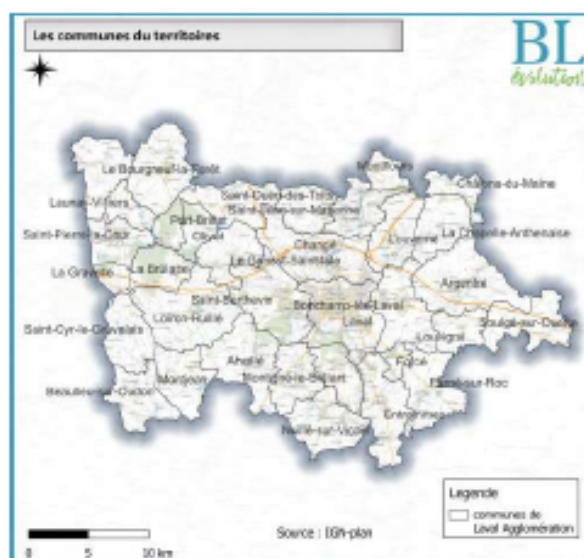 Les communes du territoires
BL
évolution
Le Bourgneuf-la-Forêt
Montflours
Châlons-du-Maine
Saint-Ouën-des-Toits
Launay-Villiers
Saint-Germain
Port-Brillet
Olivet
Saint-Pierre-la-Cour
Changé
Louverné
La Chapelle-Anthenaise
Le Genest-Saint-Isle
La Gravelle
La Brûlatte
Argentré
Saint-Berthevin
Bonchamp-lès-Laval
Loiron-Ruillé
Laval
Soulgé-sur-Ouette
Saint-Cyr-le-Gravelais
Louvigné
Ahuillé
Forcé
Montjean
Montigné-le-Brillant
Parné-sur-Roc
Beaulieu-sur-Oudon
Entrammes
Nuillé-sur-Vicoin
Legende
communes de
Laval Agglomération
Source : IGN-plan
0 5 10 km